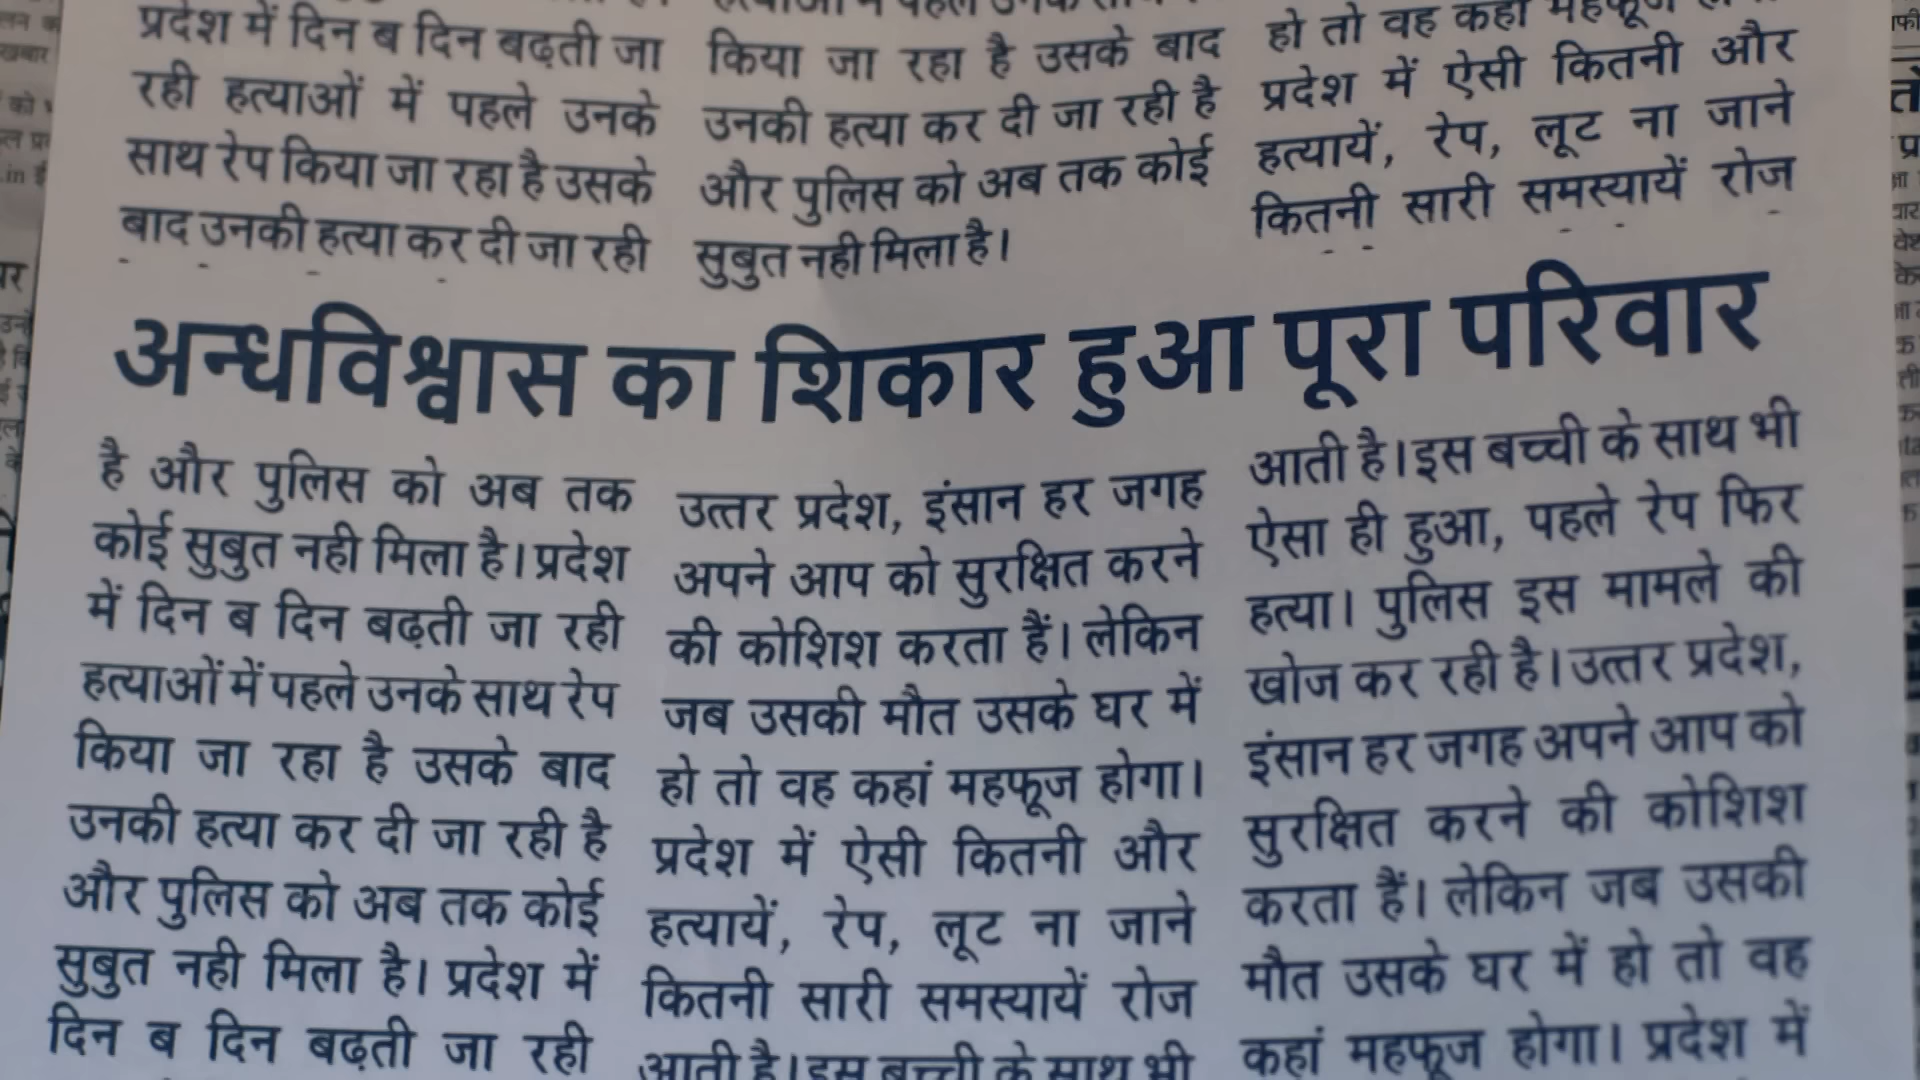 प्रदेश में दिन ब दिन बढ़ती जा
रही हत्याओं में पहले उनके
साथ रेप किया जा रहा है उसके
बाद उनकी हत्या कर दी जा रही
किया जा रहा है उसके बाद
उनकी हत्या कर दी जा रही है
और पुलिस को अब तक कोई
सुबुत नही मिला है।
हो तो वह कहां महफूज
प्रदेश में ऐसी कितनी और
हत्यायें, रेप, लूट ना जाने
कितनी सारी समस्यायें रोज
अन्धविश्वास का शिकार हुआ पूरा परिवार
है और पुलिस को अब तक
कोई सुबुत नही मिला है। प्रदेश
में दिन ब दिन बढ़ती जा रही
हत्याओं में पहले उनके साथ रेप
किया जा रहा है उसके बाद
उनकी हत्या कर दी जा रही है
और पुलिस को अब तक कोई
सुबुत नही मिला है। प्रदेश में
दिन ब दिन बढ़ती जा रही
उत्तर प्रदेश, इंसान हर जगह
अपने आप को सुरक्षित करने
की कोशिश करता हैं। लेकिन
जब उसकी मौत उसके घर में
हो तो वह कहां महफूज होगा।
प्रदेश में ऐसी कितनी और
हत्यायें, रेप, लूट ना जाने
कितनी सारी समस्यायें रोज
आती है। इस बच्ची के साथ भी
आती है। इस बच्ची के साथ भी
ऐसा ही हुआ, पहले रेप फिर
हत्या। पुलिस इस मामले की
खोज कर रही है। उत्तर प्रदेश,
इंसान हर जगह अपने आप को
सुरक्षित करने की कोशिश
करता हैं। लेकिन जब उसकी
मौत उसके घर में हो तो वह
कहां महफूज होगा। प्रदेश में